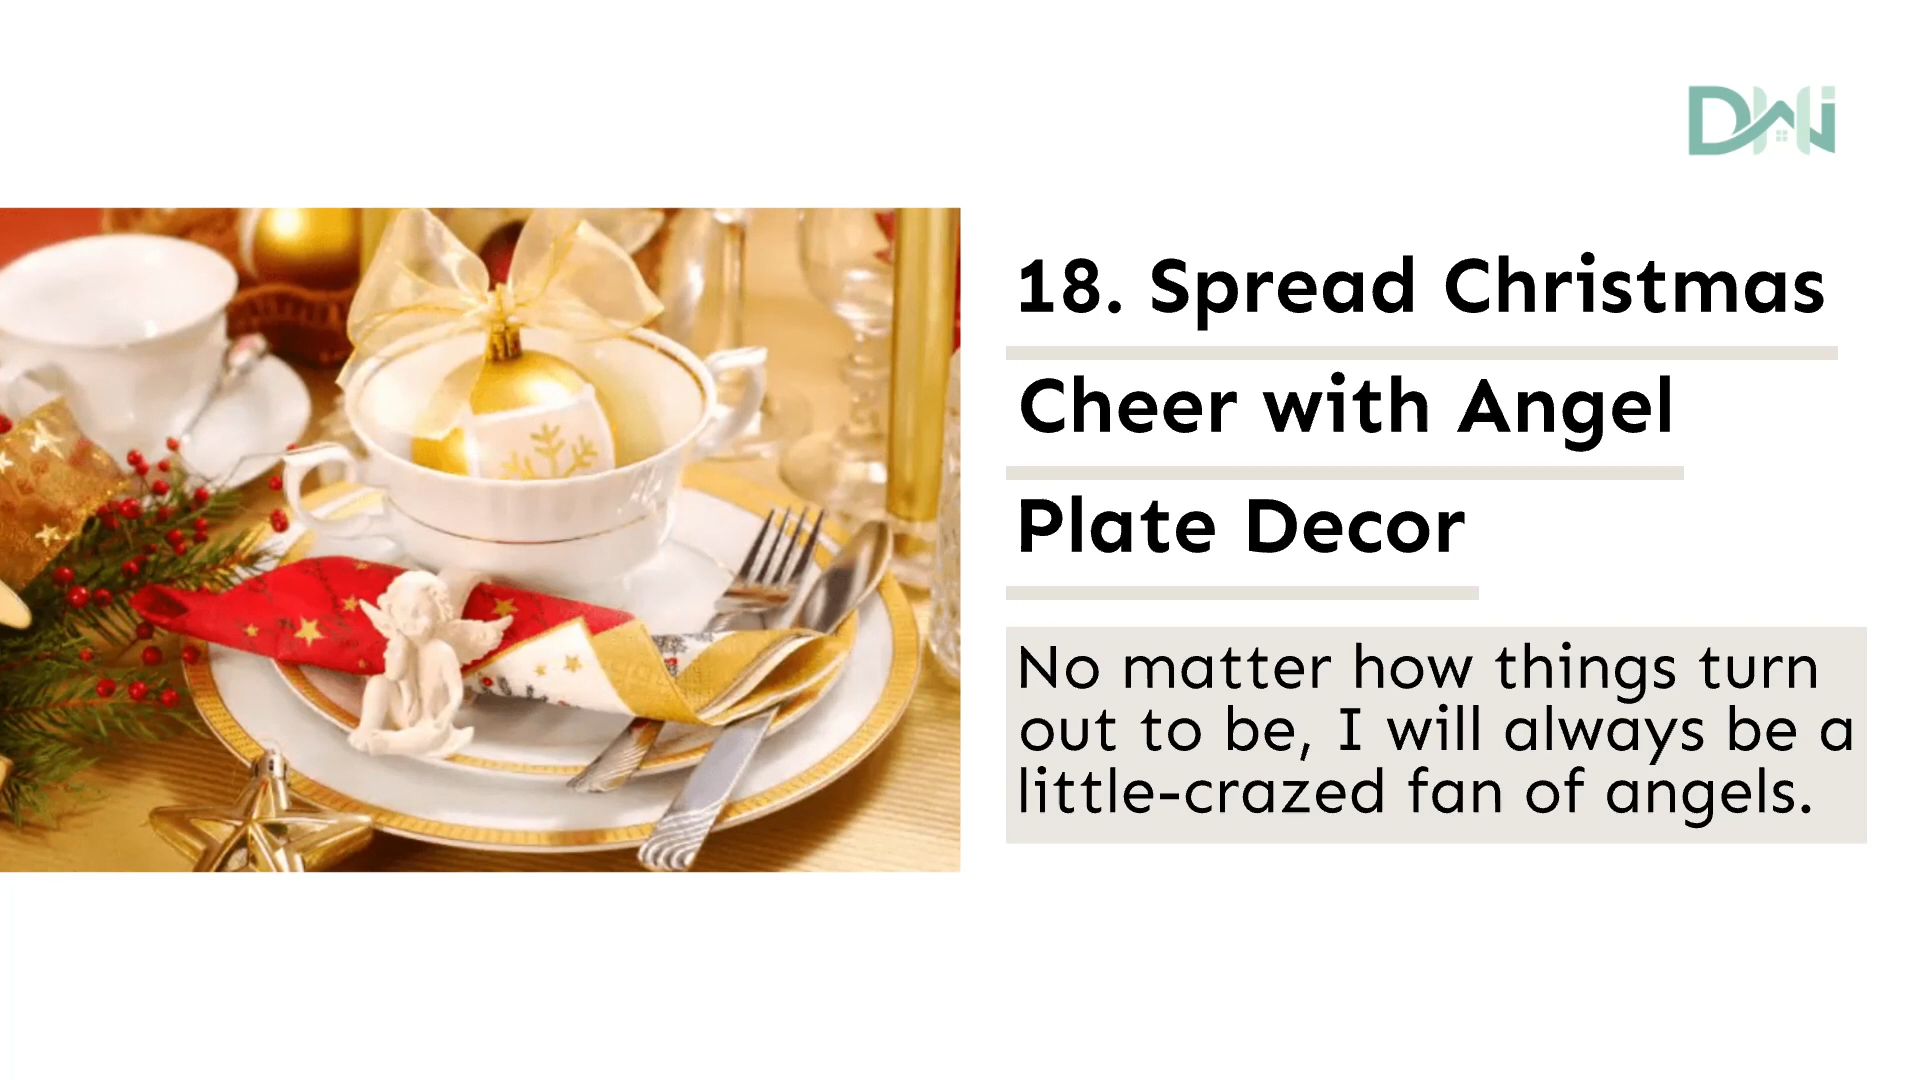 DWi
18. Spread Christmas
Cheer with Angel
Plate Decor
No matter how things turn
out to be, I will always be a
little-crazed fan of angels.